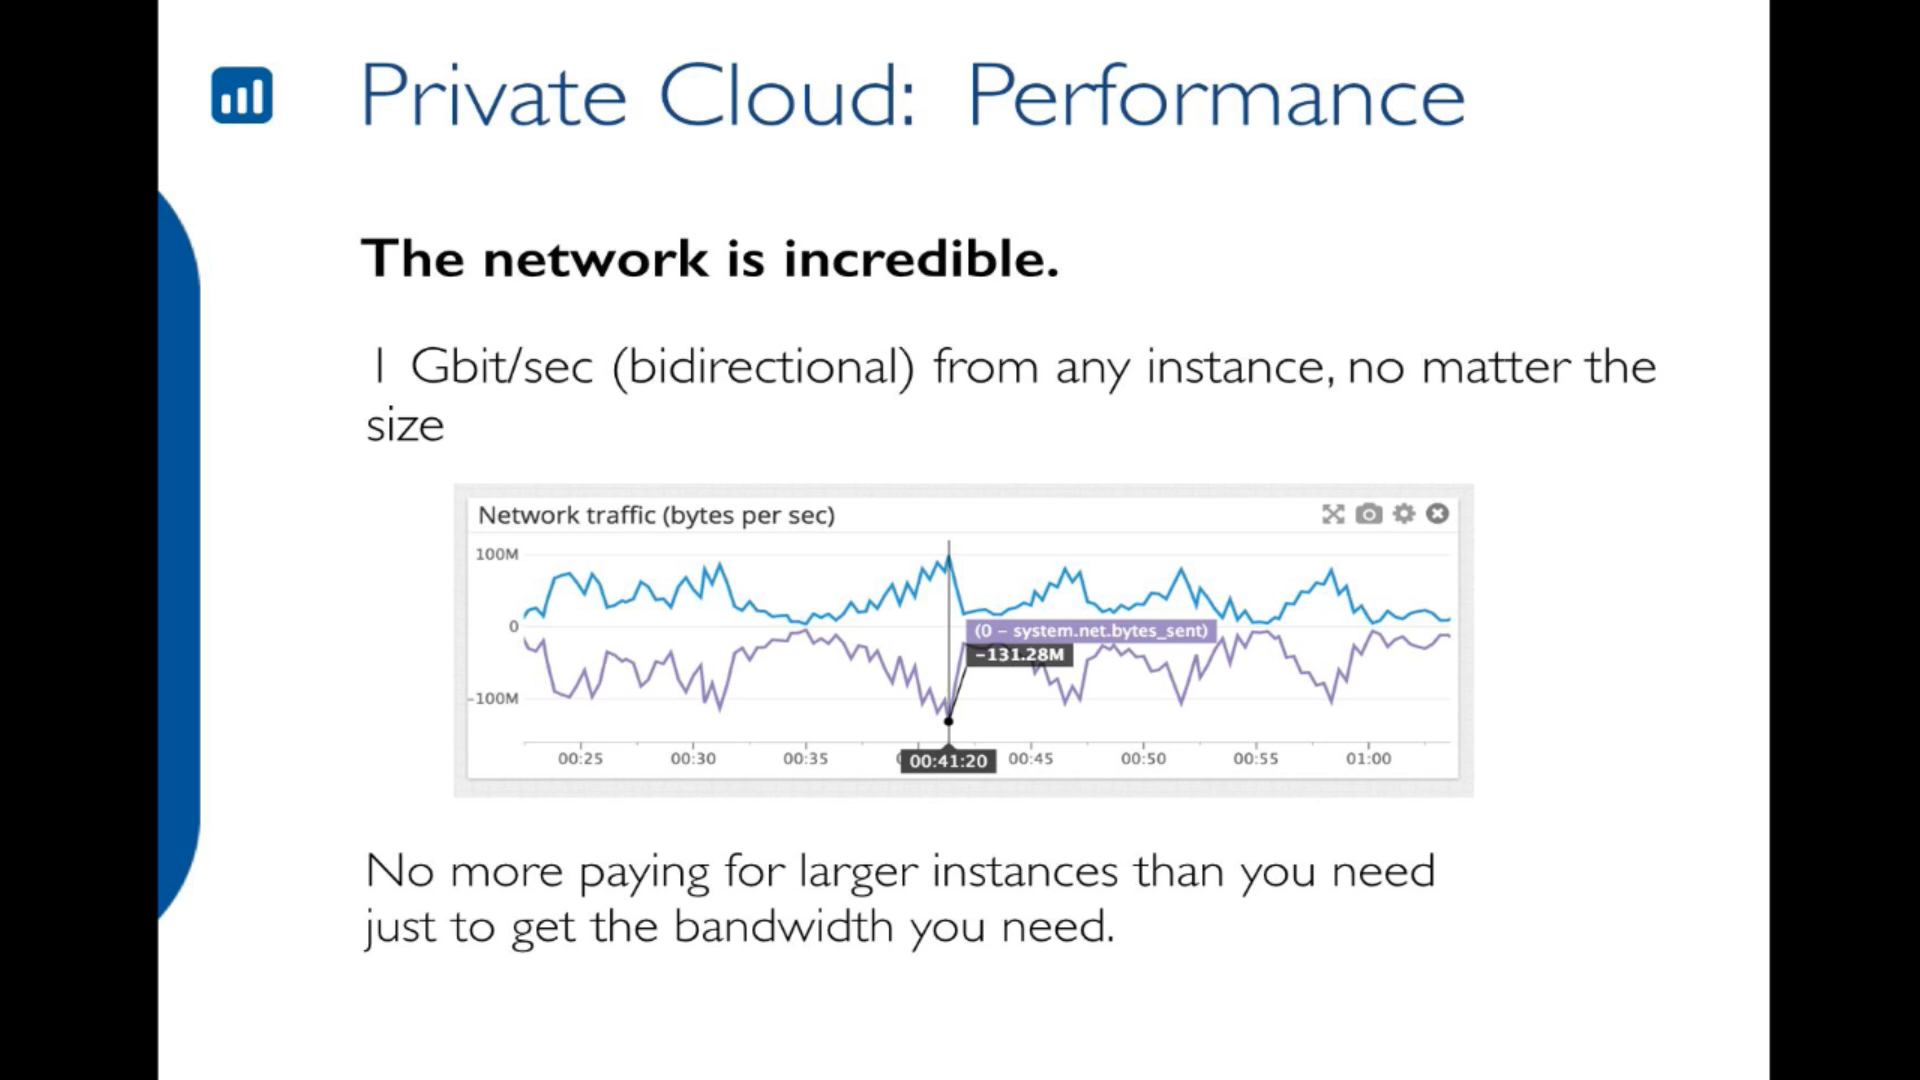 Private Cloud:  Performance
The network is incredible.
1 Gbit/sec (bidirectional) from any instance, no matter the
size
Network traffic (bytes per sec)
100M
0
(0 – system.net.bytes_sent)
−131.28M
-100M
00:25 00:30 00:35 00:41:20 00:45 00:50 00:55 01:00
No more paying for larger instances than you need
just to get the bandwidth you need.